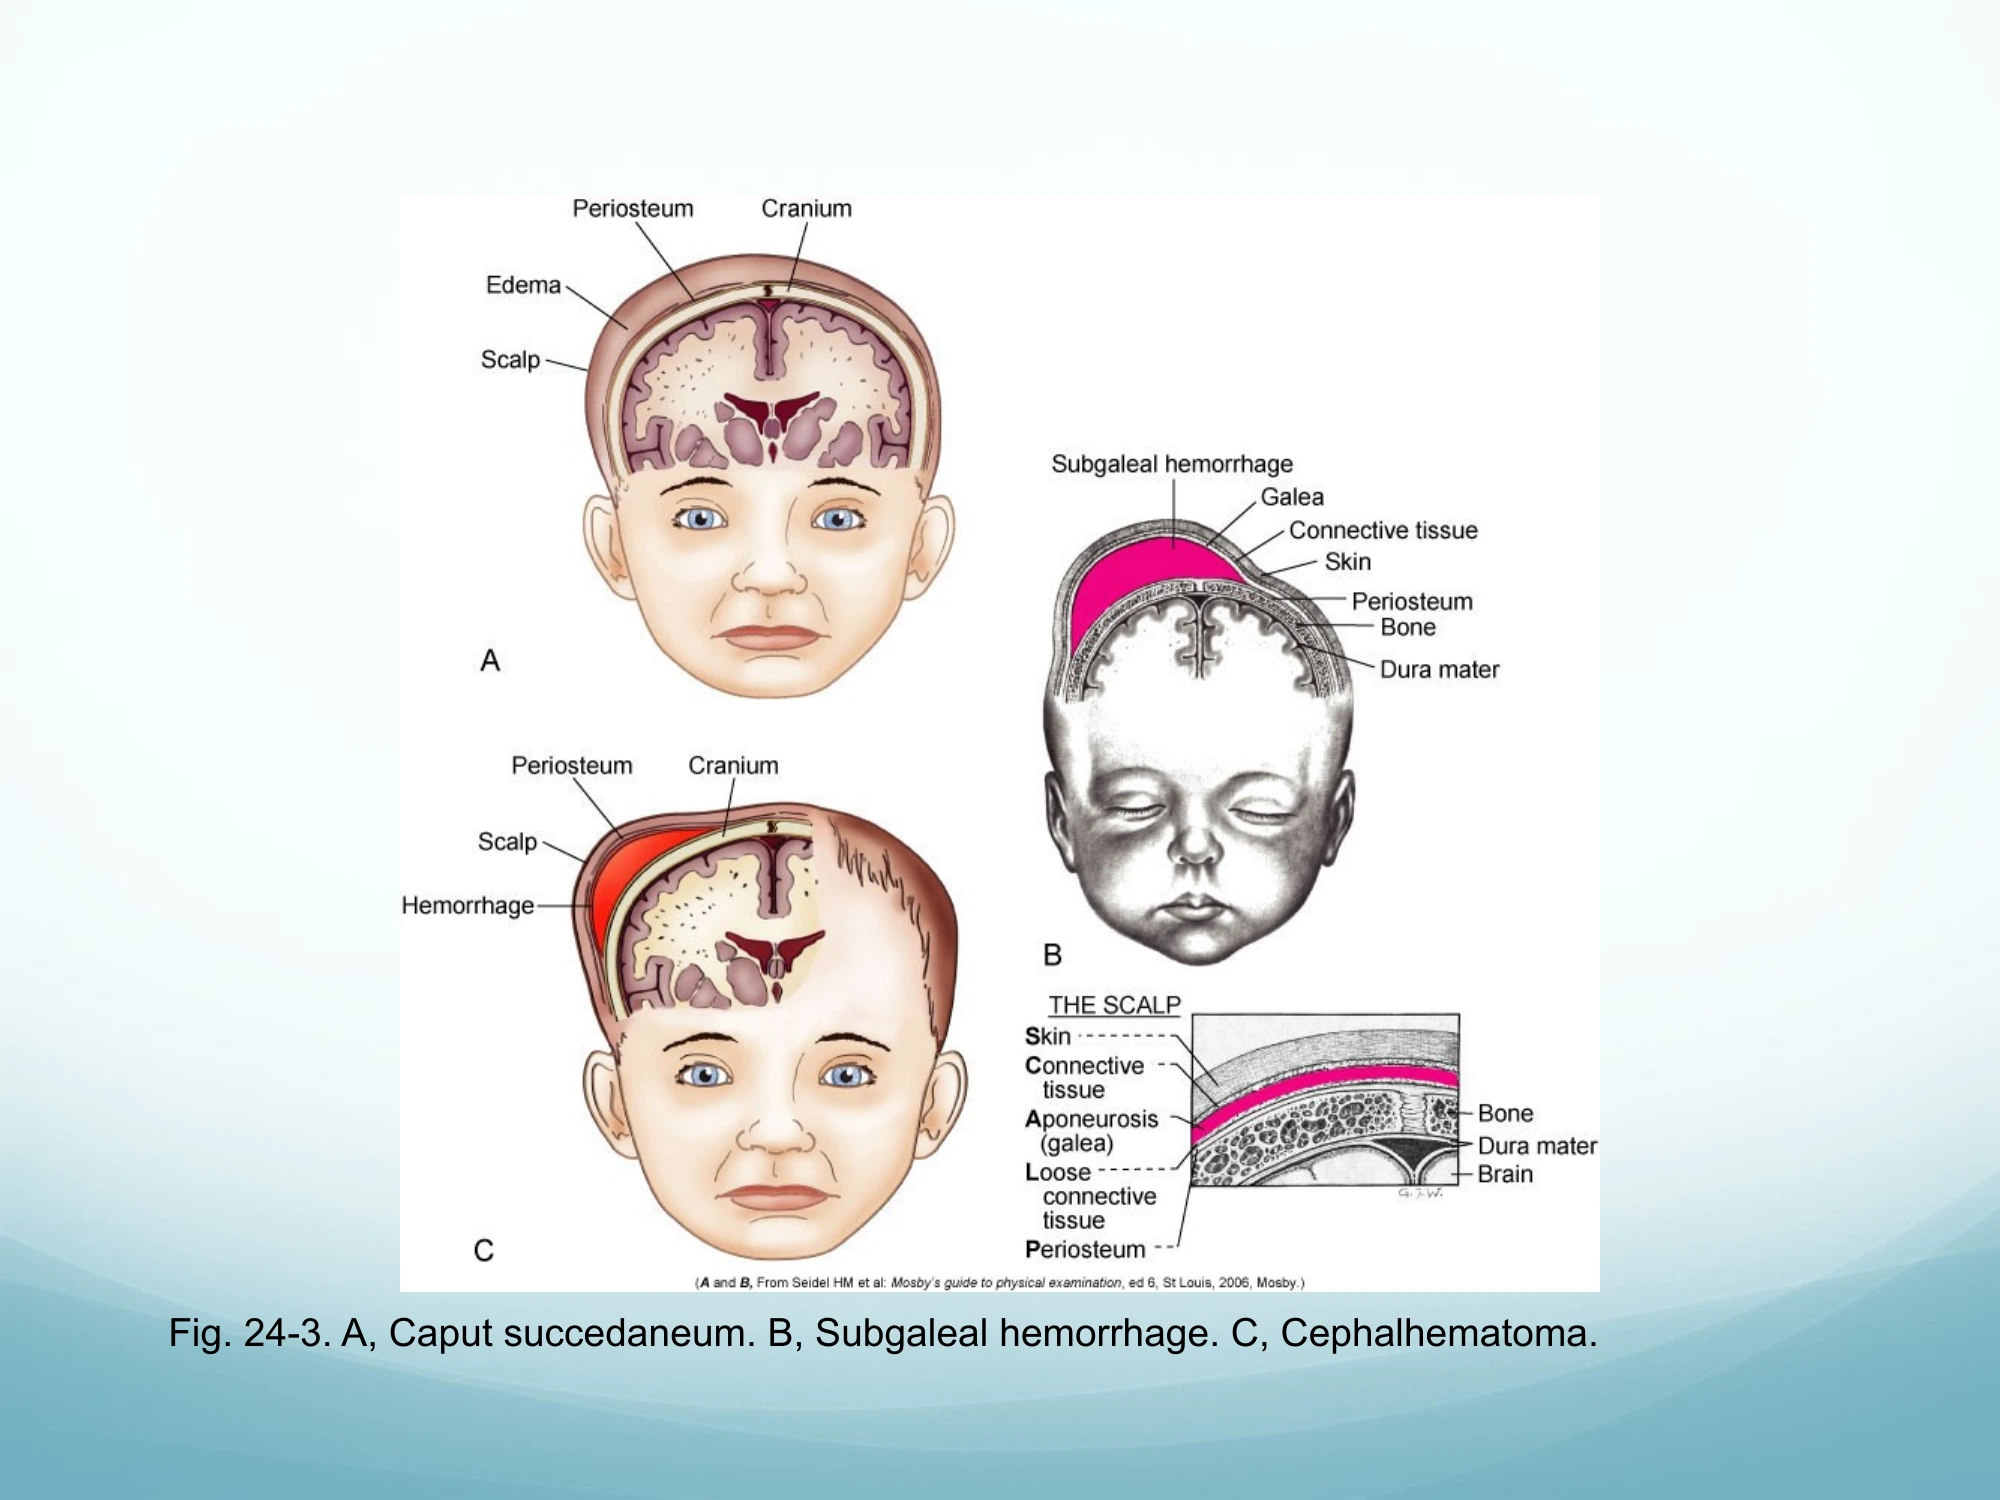 Periosteum
Cranium
Edema
Scalp
A
Subgaleal hemorrhage
Galea
Connective tissue
Skin
Periosteum
Bone
Dura mater
B
Periosteum
Cranium
Scalp
Hemorrhage
C
THE SCALP
Skin
Connective
tissue
Aponeurosis
(galea)
Loose
connective
tissue
Periosteum
Bone
Dura mater
Brain
G.J.W.
(A and B, From Seidel HM et al: Mosby's guide to physical examination, ed 6, St Louis, 2006, Mosby.)
Fig. 24-3. A, Caput succedaneum. B, Subgaleal hemorrhage. C, Cephalhematoma.